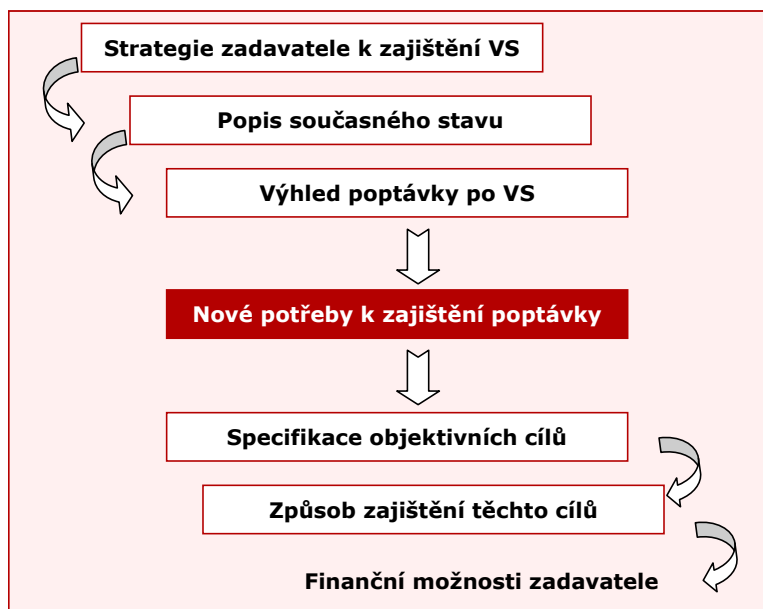 Strategie zadavatele k zajištění VS
Popis současného stavu
Výhled poptávky po VS
Nové potřeby k zajištění poptávky
Specifikace objektivních cílů
Způsob zajištění těchto cílů
Finanční možnosti zadavatele